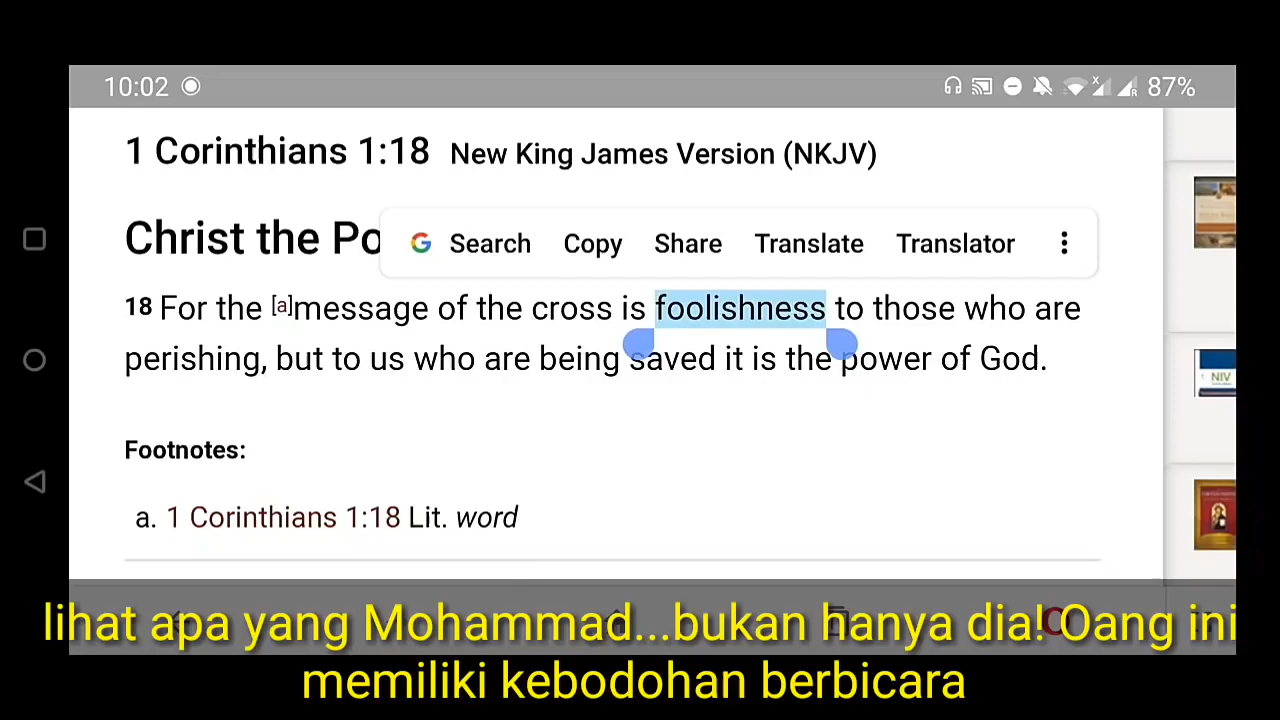 10:02 87%
1 Corinthians 1:18 New King James Version (NKJV)
Christ the Po
Search Copy Share Translate Translator
18 For the [a]message of the cross is foolishness to those who are
perishing, but to us who are being saved it is the power of God.
Footnotes:
a. 1 Corinthians 1:18 Lit. word
NIV
lihat apa yang Mohammad...bukan hanya dia! Oang ini
memiliki kebodohan berbicara